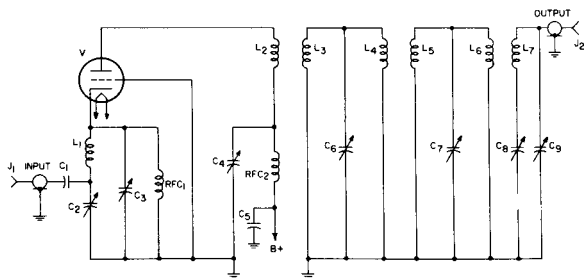 OUTPUT
J2
V
L2
L3
L4
L5
L6
L7
L1
J1 INPUT
C1
C2
C3
RFC1
C4
RFC2
C5
B+
C6
C7
C8
C9